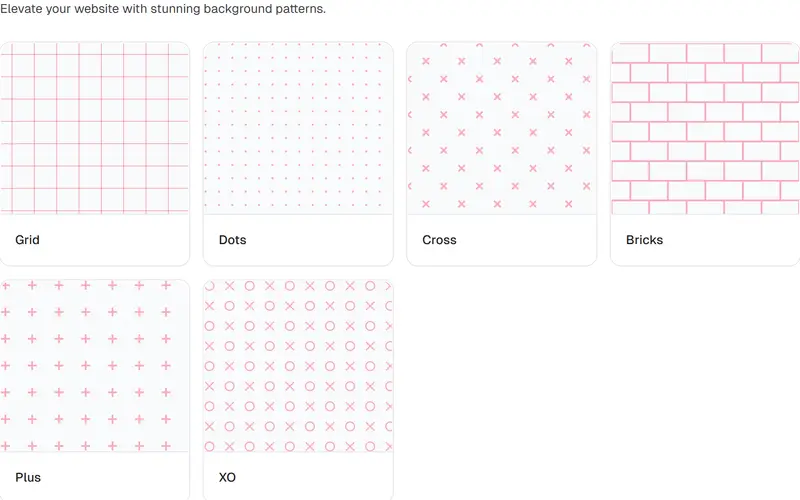 Elevate your website with stunning background patterns.
Grid
Dots
Cross
Bricks
Plus
XO